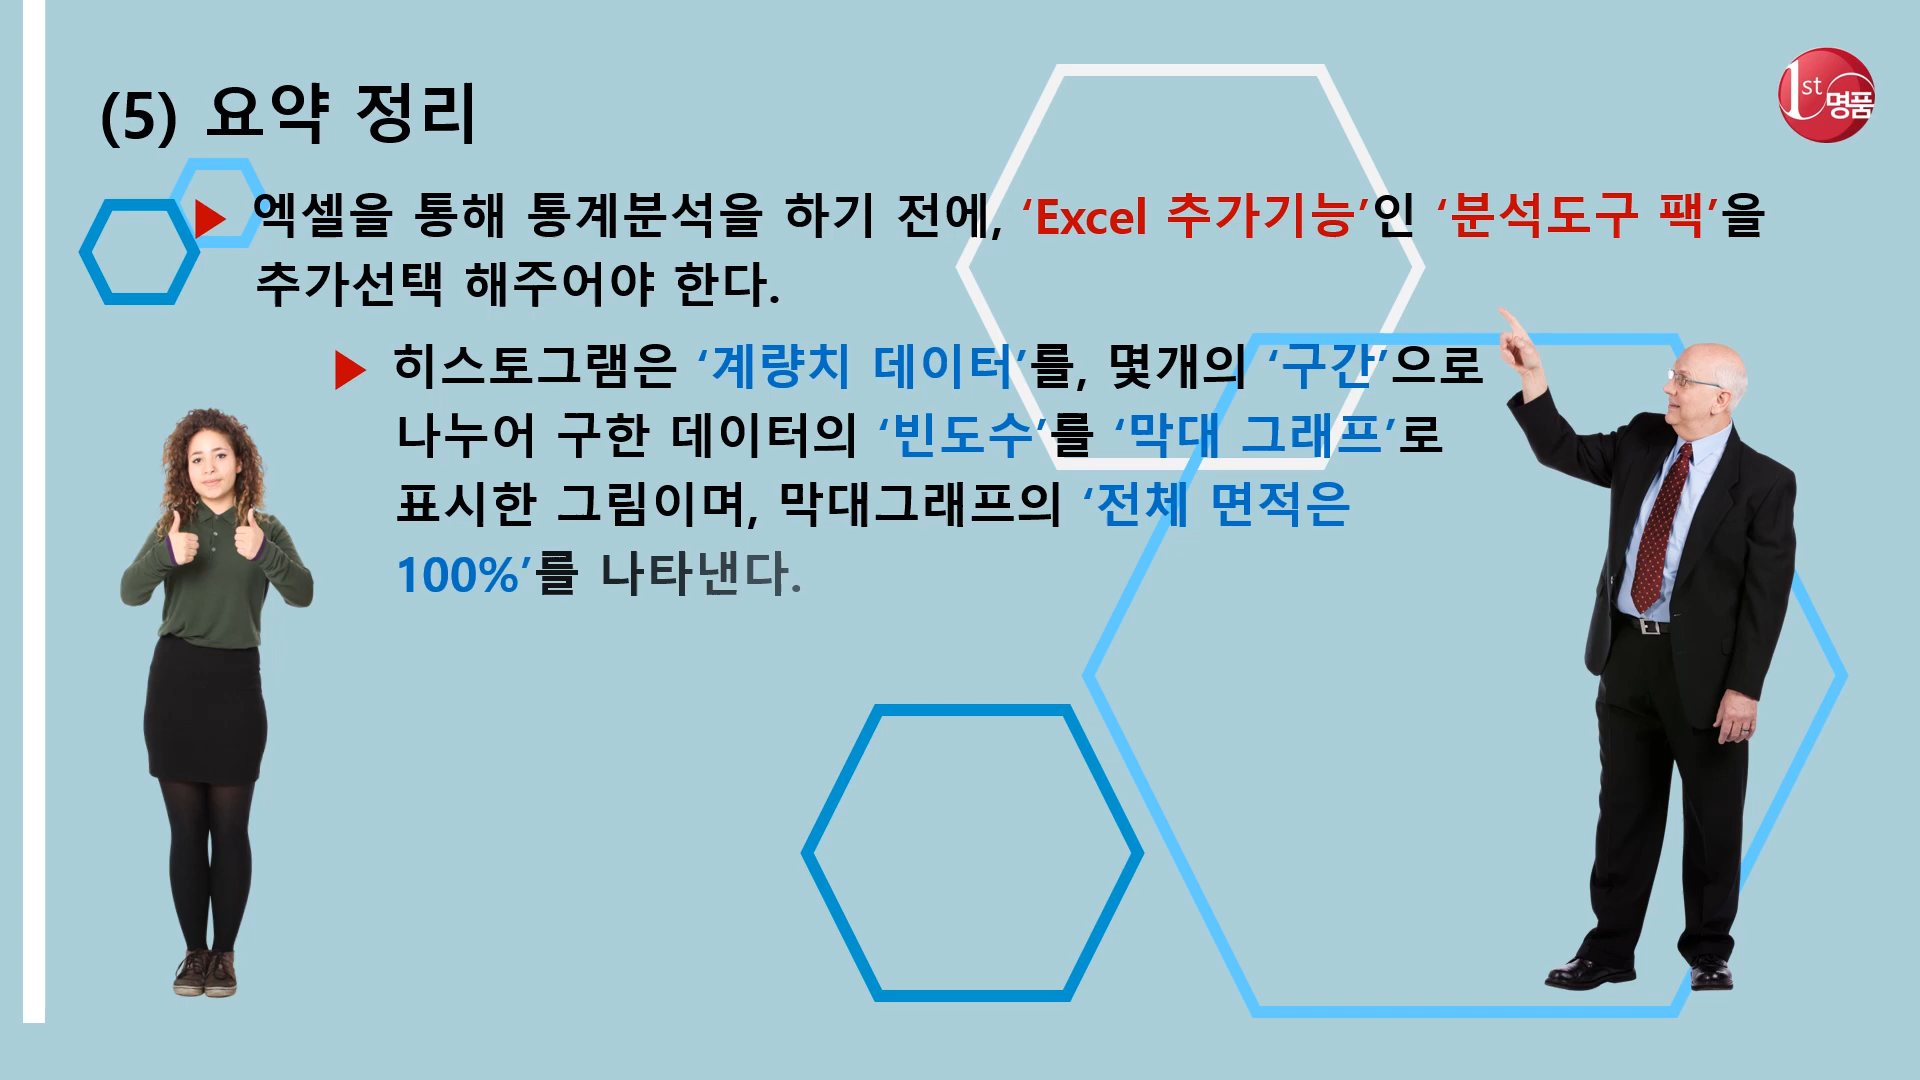 (5) 요약 정리
1st 명품
▶ 엑셀을 통해 통계분석을 하기 전에, ‘Excel 추가기능’인 ‘분석도구 팩’을
추가선택 해주어야 한다.
▶ 히스토그램은 ‘계량치 데이터’를, 몇개의 ‘구간’으로
나누어 구한 데이터의 ‘빈도수’를 ‘막대 그래프’로
표시한 그림이며, 막대그래프의 ‘전체 면적은
100%’를 나타낸다.